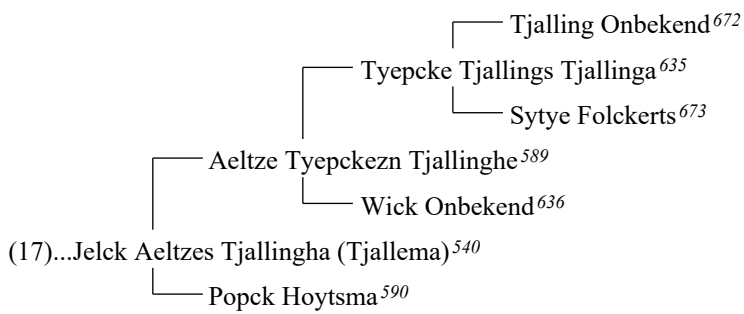 Tjalling Onbekend672
Tyepcke Tjallings Tjallinga635
Sytye Folckerts673
Aeltze Tyepckezn Tjallinghe589
Wick Onbekend636
(17)...Jelck Aeltzes Tjallingha (Tjallema)540
Popck Hoytsma590